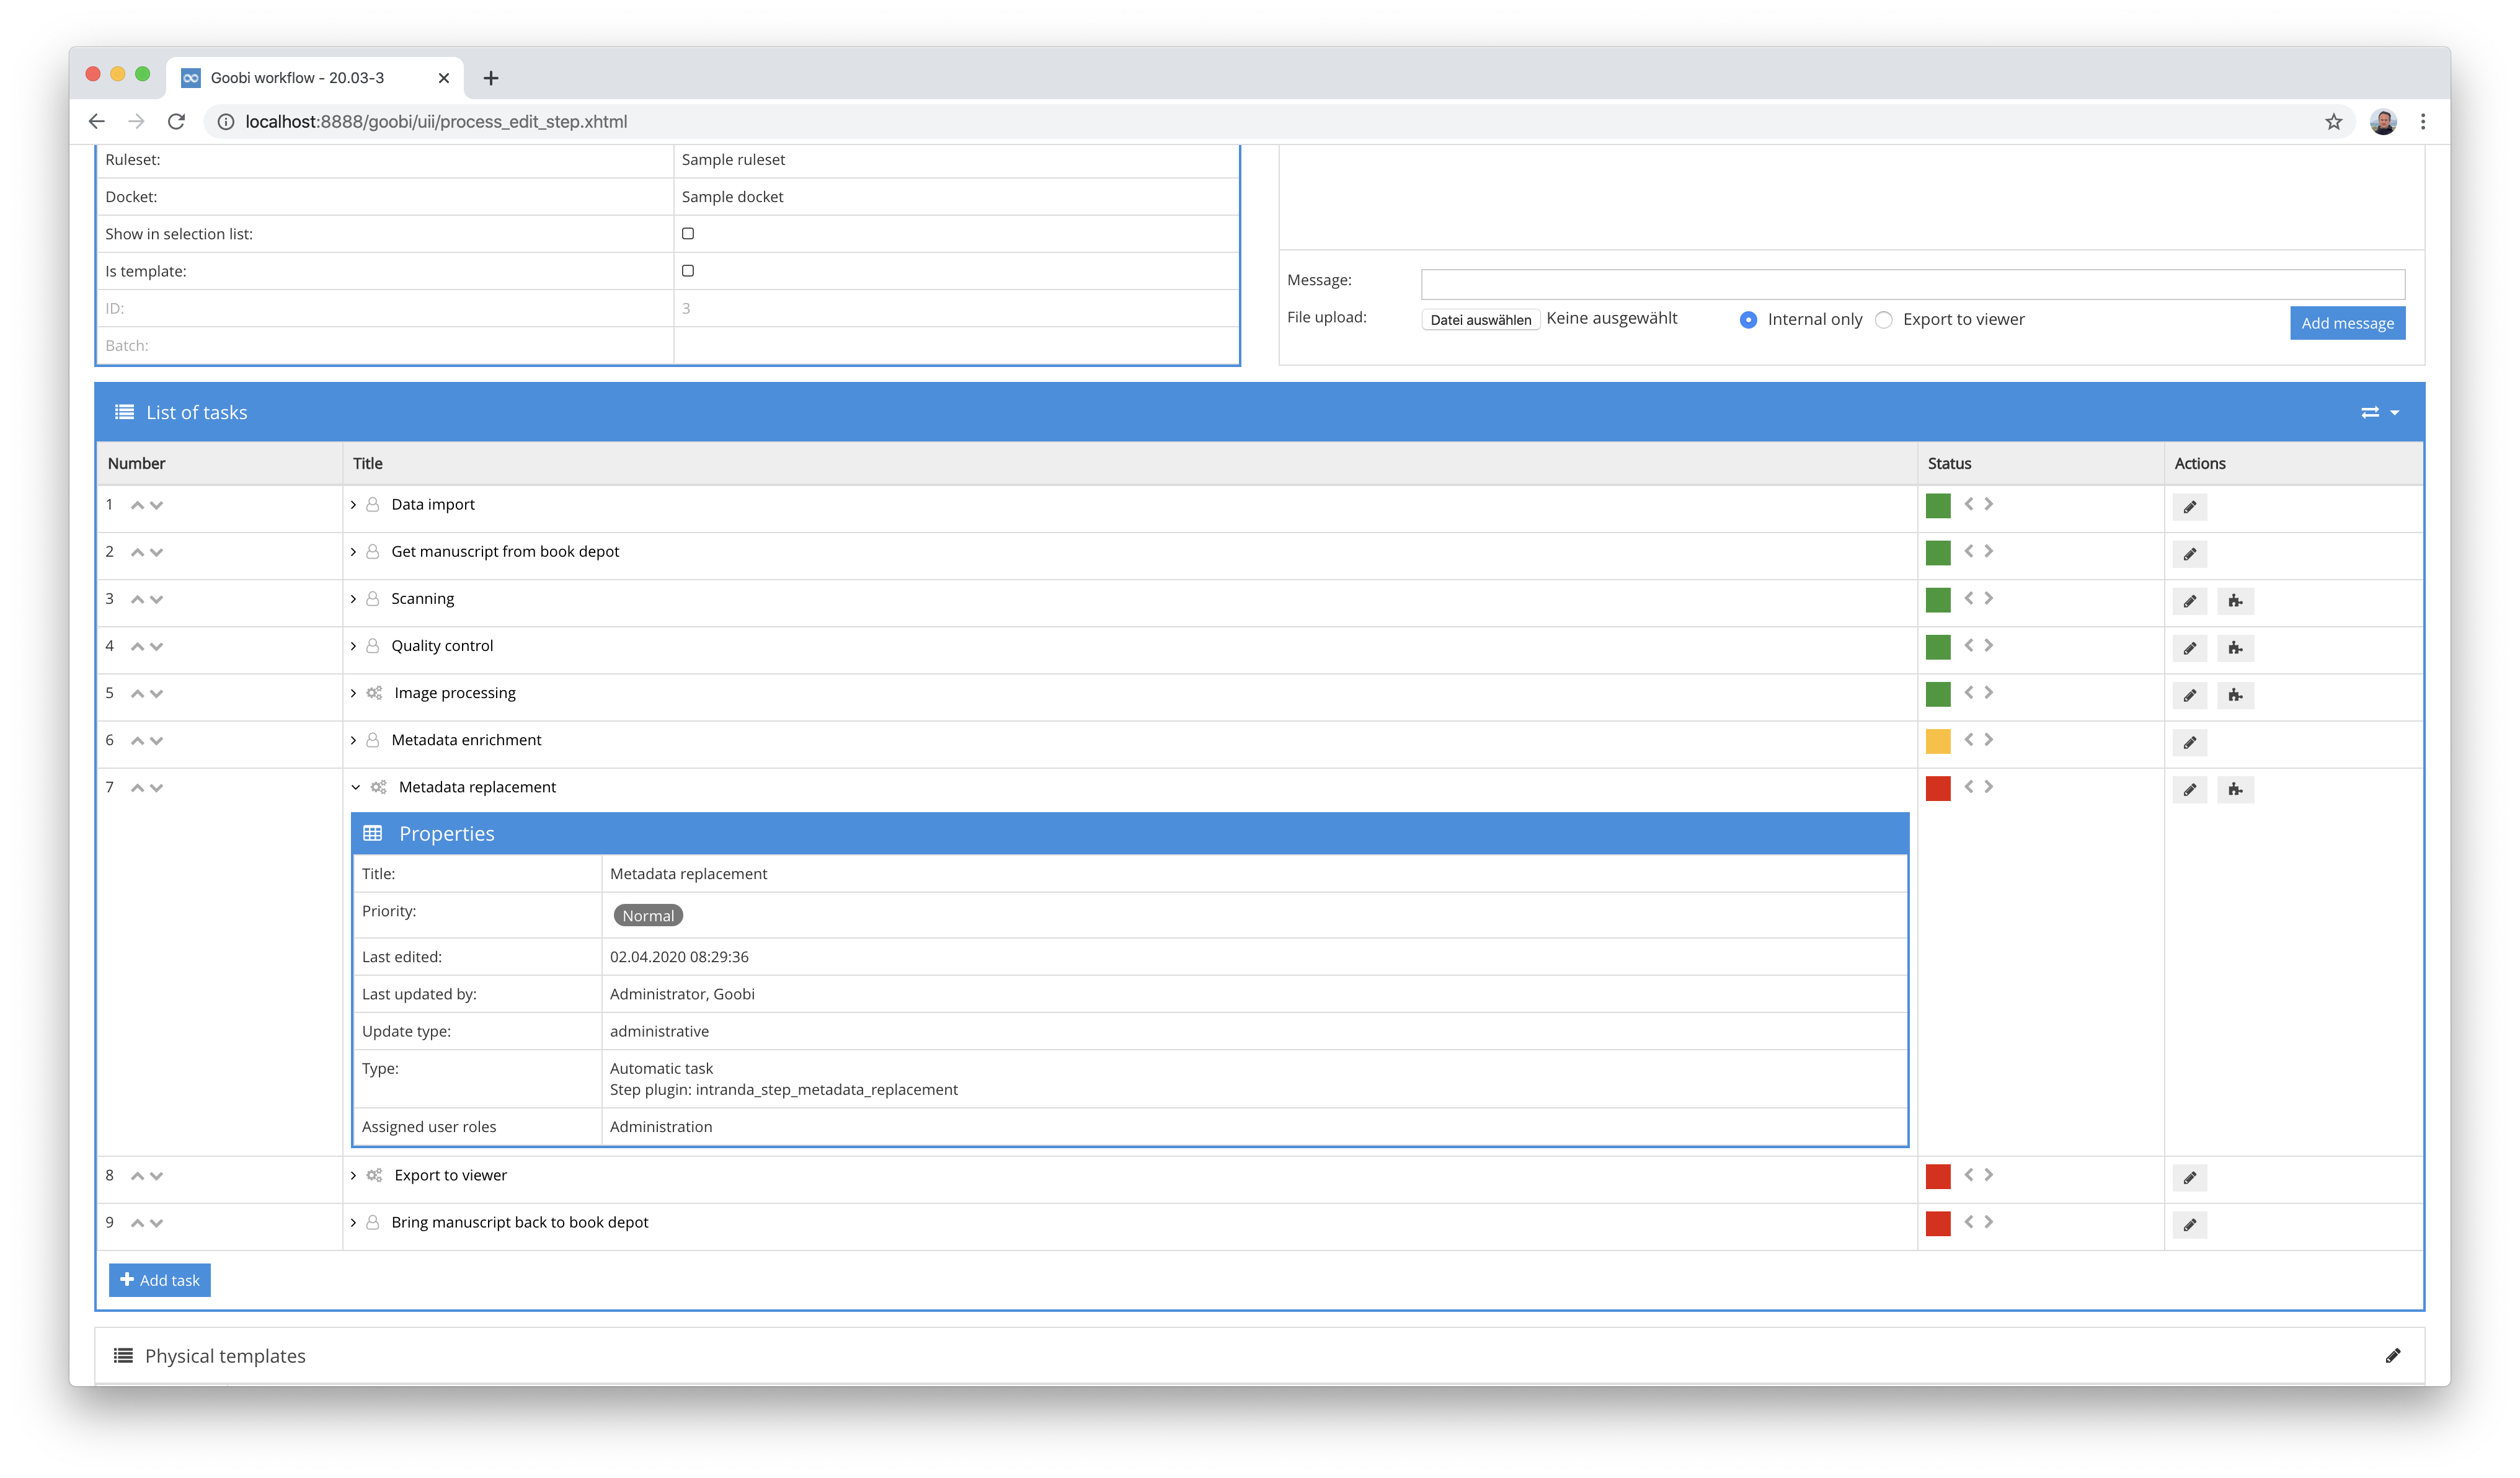 Goobi workflow - 20.03-3
localhost:8888/goobi/uii/process_edit_step.xhtml
Ruleset: Sample ruleset
Docket: Sample docket
Show in selection list:
Is template:
ID: 3
Batch:
Message:
File upload: Datei auswählen Keine ausgewählt Internal only Export to viewer Add message
List of tasks
Number Title Status Actions
1 Data import
2 Get manuscript from book depot
3 Scanning
4 Quality control
5 Image processing
6 Metadata enrichment
7 Metadata replacement
Properties
Title: Metadata replacement
Priority: Normal
Last edited: 02.04.2020 08:29:36
Last updated by: Administrator, Goobi
Update type: administrative
Type: Automatic task
Step plugin: intranda_step_metadata_replacement
Assigned user roles Administration
8 Export to viewer
9 Bring manuscript back to book depot
Add task
Physical templates